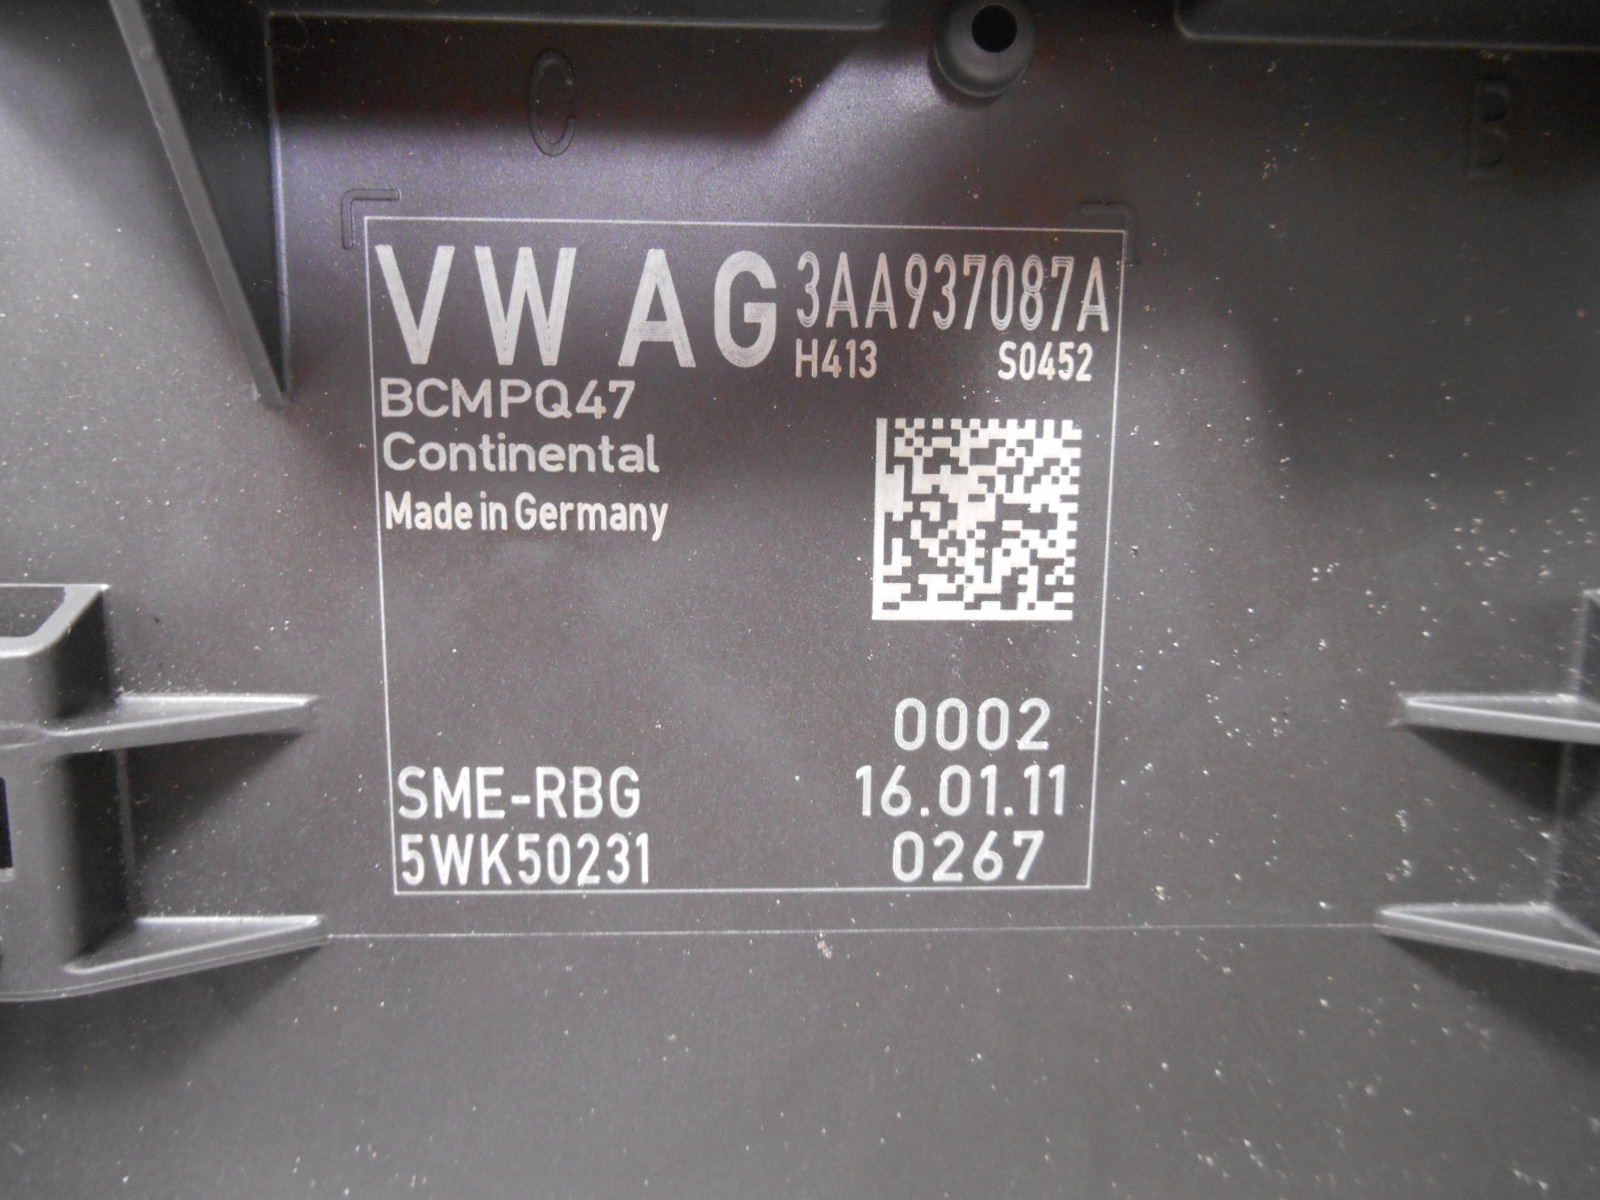 C
B
VW AG 3AA937087A
H413 S0452
BCMPQ47
Continental
Made in Germany
0002
SME-RBG 16.01.11
5WK50231 0267